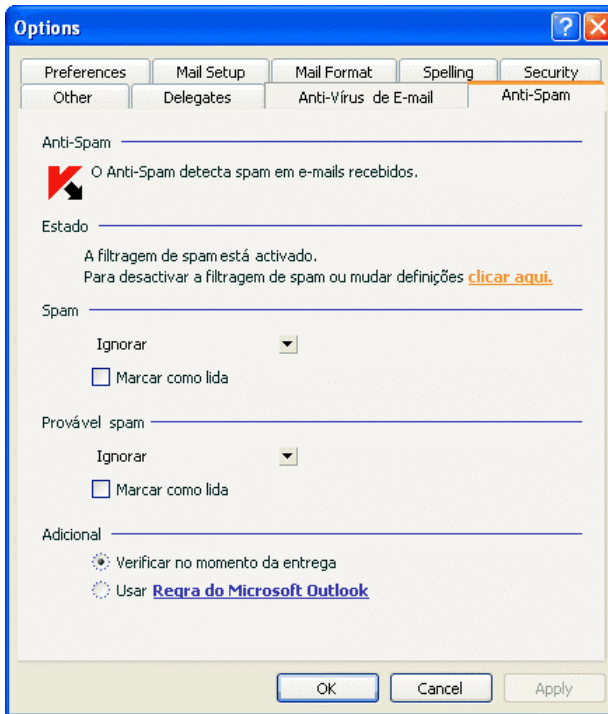 Options
Preferences
Mail Setup
Mail Format
Spelling
Security
Other
Delegates
Anti-Vírus de E-mail
Anti-Spam
Anti-Spam
O Anti-Spam detecta spam em e-mails recebidos.
Estado
A filtragem de spam está activado.
Para desactivar a filtragem de spam ou mudar definições clicar aqui.
Spam
Ignorar
Marcar como lida
Provável spam
Ignorar
Marcar como lida
Adicional
Verificar no momento da entrega
Usar Regra do Microsoft Outlook
OK
Cancel
Apply